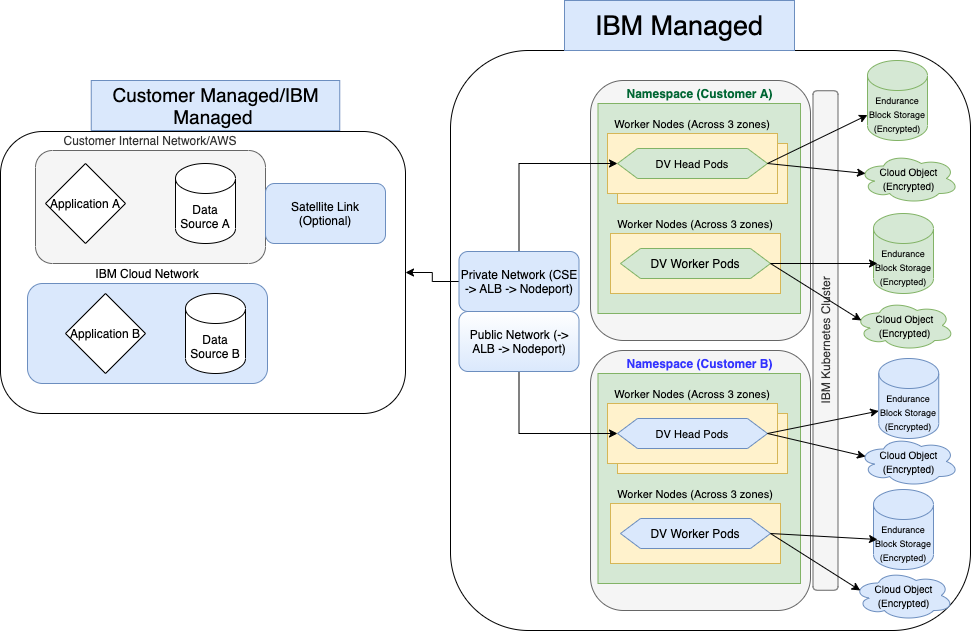 IBM Managed
Customer Managed/IBM
Managed
Customer Internal Network/AWS
Application A
Data
Source A
Satellite Link
(Optional)
IBM Cloud Network
Application B
Data
Source B
Private Network (CSE
-> ALB -> Nodeport)
Public Network (->
ALB -> Nodeport)
Namespace (Customer A)
Worker Nodes (Across 3 zones)
DV Head Pods
Worker Nodes (Across 3 zones)
DV Worker Pods
Namespace (Customer B)
Worker Nodes (Across 3 zones)
DV Head Pods
Worker Nodes (Across 3 zones)
DV Worker Pods
IBM Kubernetes Cluster
Endurance
Block Storage
(Encrypted)
Cloud Object
(Encrypted)
Endurance
Block Storage
(Encrypted)
Cloud Object
(Encrypted)
Endurance
Block Storage
(Encrypted)
Cloud Object
(Encrypted)
Endurance
Block Storage
(Encrypted)
Cloud Object
(Encrypted)